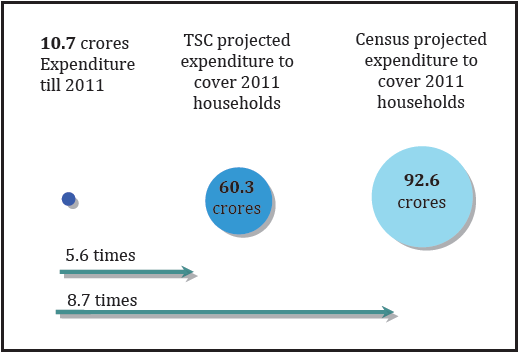 10.7 crores
Expenditure
till 2011
TSC projected
expenditure to
cover 2011
households
Census projected
expenditure to
cover 2011
households
60.3
crores
92.6
crores
5.6 times
8.7 times